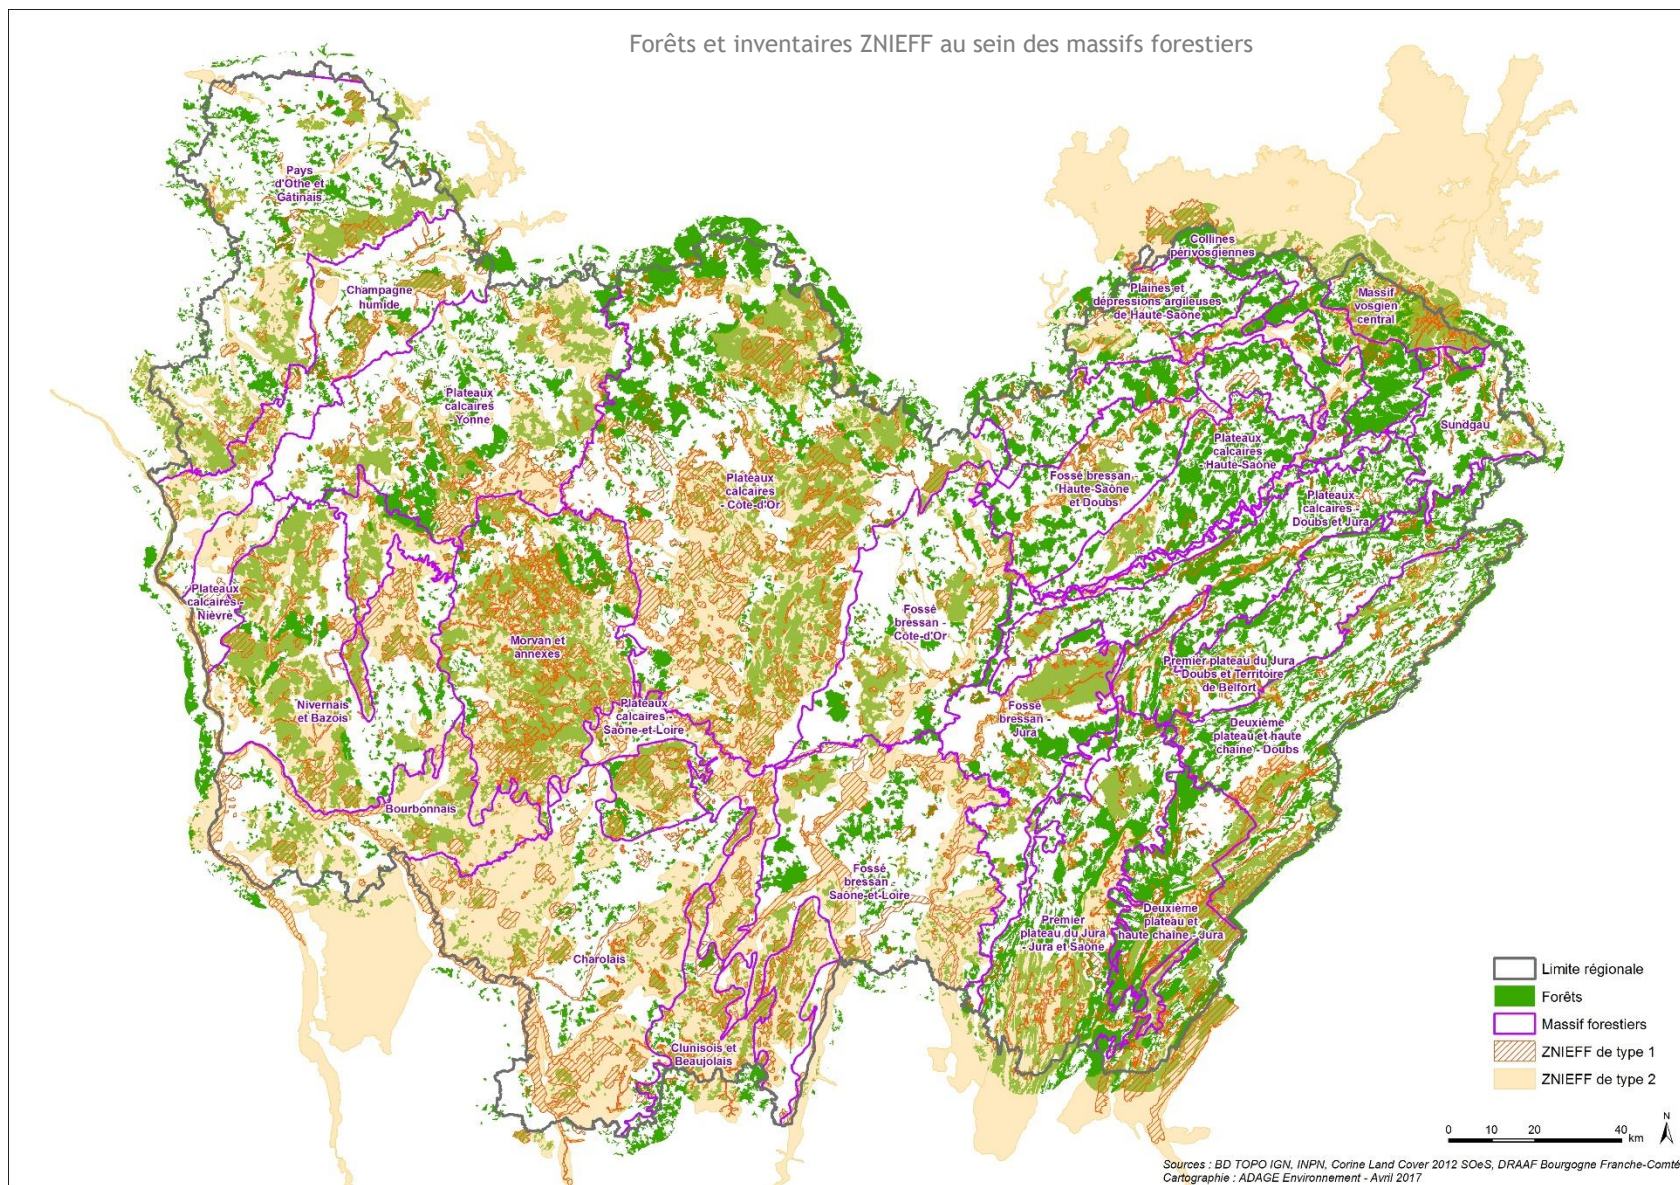 Forêts et inventaires ZNIEFF au sein des massifs forestiers
Pays
d'Othe et
Gâtinais
Champagne
humide
Plateaux
calcaires
- Yonne
Plateaux
calcaires
- Côte-d'Or
Collines
périvosgiennes
Plaines et
dépressions argileuses
de Haute-Saône
Massif
vosgien
central
Sundgau
Plateaux
calcaires
- Haute-Saône
Fossé bressan -
Haute-Saône
et Doubs
Plateaux
calcaires -
Doubs et Jura
Plateaux
calcaires -
Nièvre
Morvan et
annexes
Fossé
bressan -
Côte-d'Or
Nivernais
et Bazois
Plateaux
calcaires -
Saône-et-Loire
Fossé
bressan -
Jura
Premier plateau du Jura
- Doubs et Territoire
de Belfort
Deuxième
plateau et haute
chaine - Doubs
Bourbonnais
Fossé
bressan -
Saône-et-Loire
Charolais
Premier
plateau du Jura
- Jura et Saône
Deuxième
plateau et
haute chaine - Jura
Clunisois et
Beaujolais
Limite régionale
Forêts
Massif forestiers
ZNIEFF de type 1
ZNIEFF de type 2
0 10 20 40 km
N
Sources : BD TOPO IGN, INPN, Corine Land Cover 2012 SOeS, DRAAF Bourgogne Franche-Comté
Cartographie : ADAGE Environnement - Avril 2017